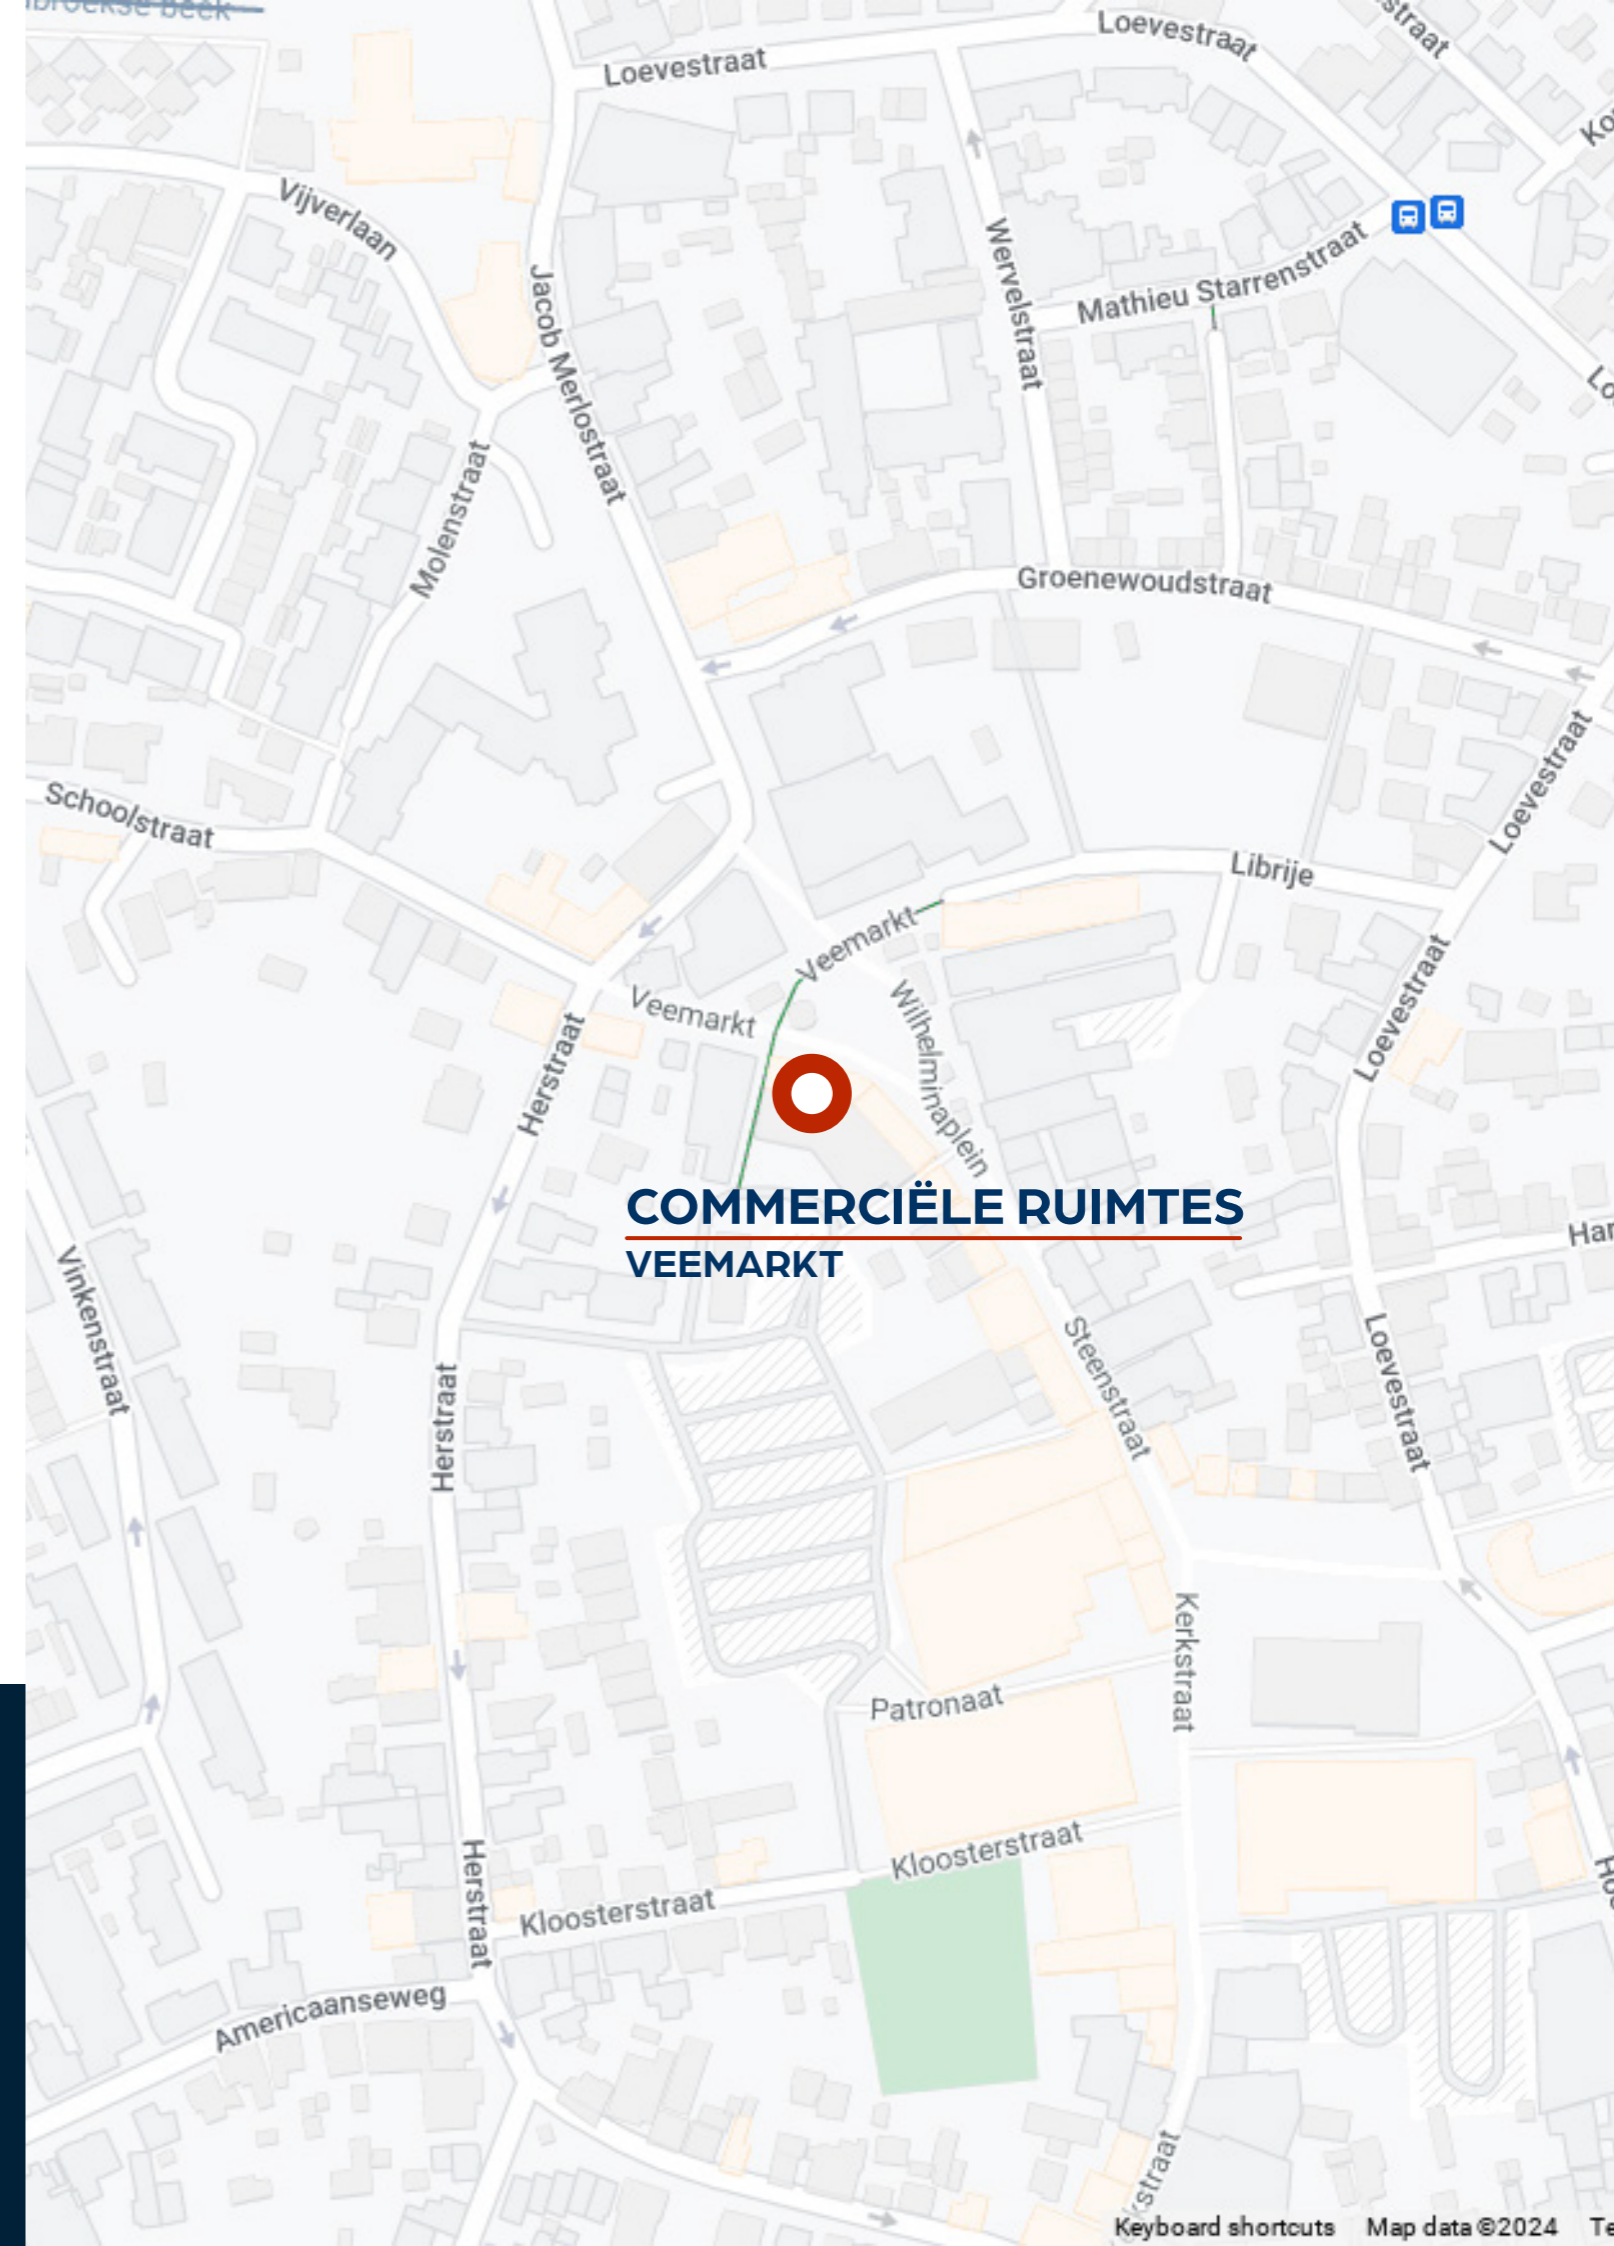 Loevestraat
Loevestraat
Vijverlaan
Jacob Merlostraat
Wervelstraat
Mathieu Starrenstraat
Molenstraat
Groenewoudstraat
Schoolstraat
Loevestraat
Librije
Veemarkt
Veemarkt
Wilhelminaplein
Loevestraat
Herstraat
COMMERCIËLE RUIMTES
VEEMARKT
Vinkenstraat
Steenstraat
Loevestraat
Herstraat
Kerkstraat
Patronaat
Kloosterstraat
Herstraat
Kloosterstraat
Americaanseweg
Keyboard shortcuts Map data ©2024